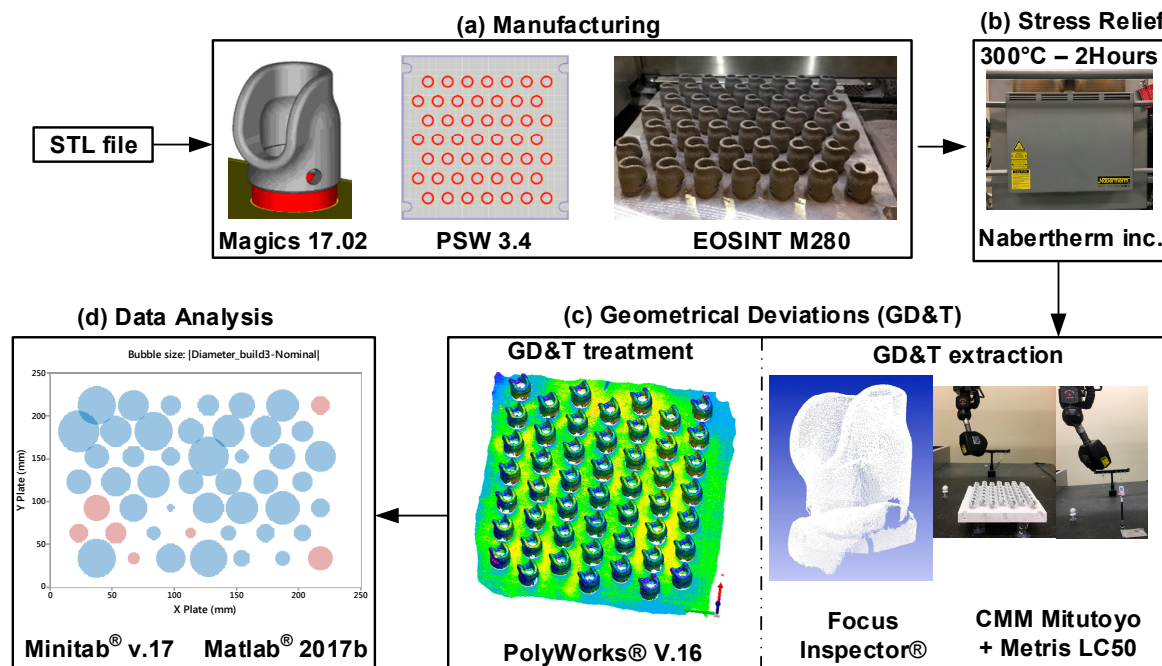 (a) Manufacturing
(b) Stress Relief
STL file
Magics 17.02
PSW 3.4
EOSINT M280
300°C – 2Hours
Nabertherm
Nabertherm inc.
(d) Data Analysis
(c) Geometrical Deviations (GD&T)
Bubble size: |Diameter_build3-Nominal|
250
200
150
100
50
0
Y Plate (mm)
0 50 100 150 200 250
X Plate (mm)
Minitab® v.17 Matlab® 2017b
GD&T treatment
PolyWorks® V.16
GD&T extraction
Focus
Inspector®
CMM Mitutoyo
+ Metris LC50